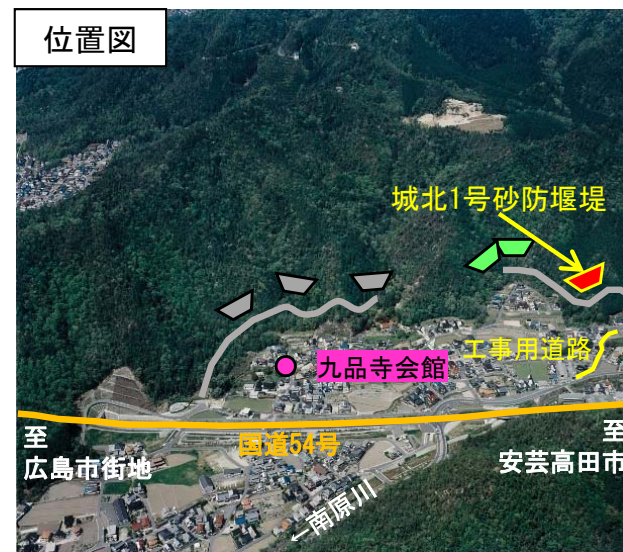 位置図
城北1号砂防堰堤
工事用道路
九品寺会館
国道54号
至
広島市街地
至
安芸高田市
←南原川